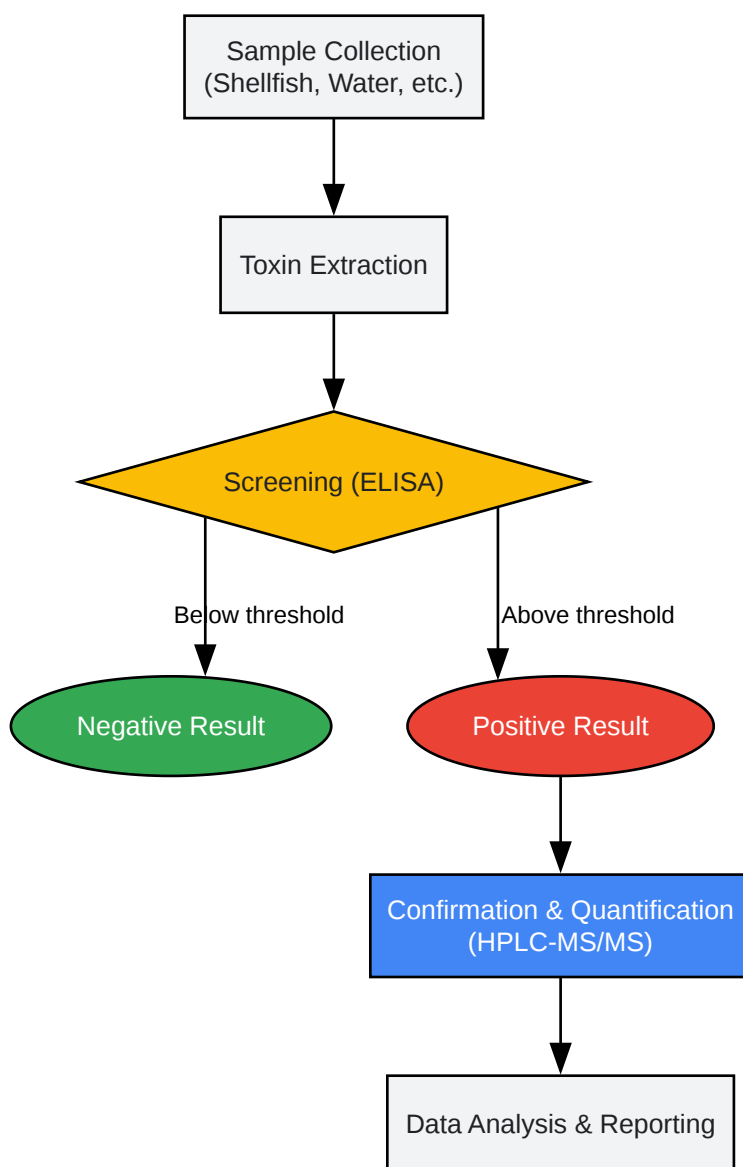 Sample Collection
(Shellfish, Water, etc.)
Toxin Extraction
Screening (ELISA)
Below threshold
Above threshold
Negative Result
Positive Result
Confirmation & Quantification
(HPLC-MS/MS)
Data Analysis & Reporting